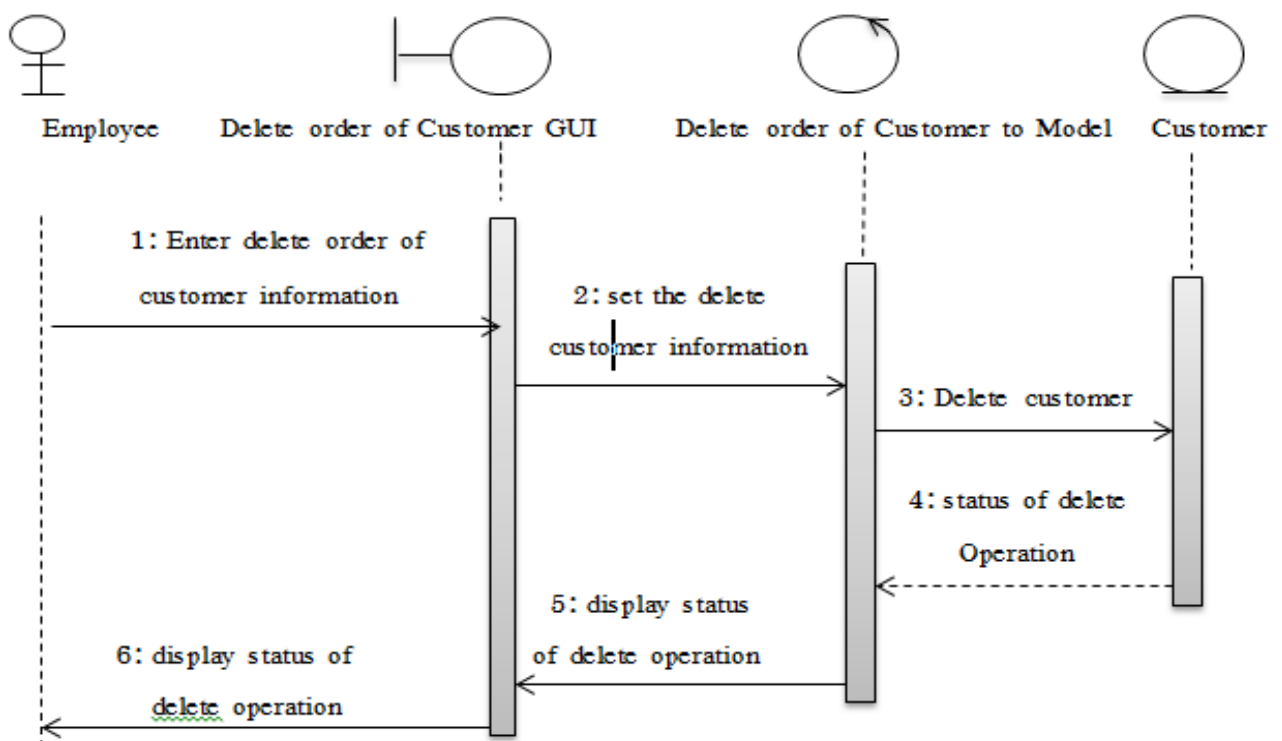 Employee
Delete order of Customer GUI
Delete order of Customer to Model
Customer
1: Enter delete order of
customer information
2: set the delete
customer information
3: Delete customer
4: status of delete
Operation
5: display status
of delete operation
6: display status of
delete operation